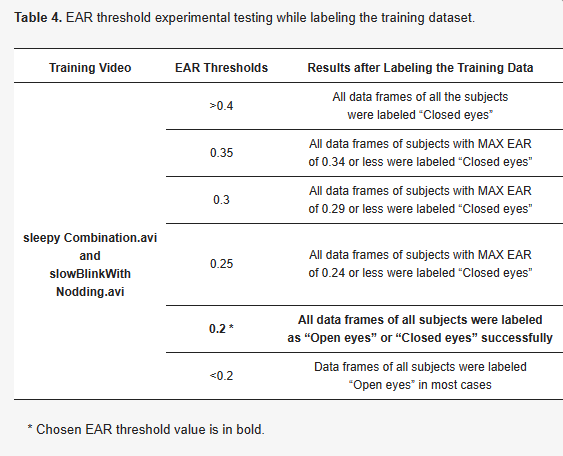 Table 4. EAR threshold experimental testing while labeling the training dataset.
Training Video EAR Thresholds Results after Labeling the Training Data
sleepy Combination.avi
and
slowBlinkWith
Nodding.avi
>0.4
All data frames of all the subjects
were labeled “Closed eyes”
0.35
All data frames of subjects with MAX EAR
of 0.34 or less were labeled “Closed eyes”
0.3
All data frames of subjects with MAX EAR
of 0.29 or less were labeled “Closed eyes”
0.25
All data frames of subjects with MAX EAR
of 0.24 or less were labeled “Closed eyes”
0.2 *
All data frames of all subjects were labeled
as “Open eyes” or “Closed eyes” successfully
<0.2
Data frames of all subjects were labeled
“Open eyes” in most cases
* Chosen EAR threshold value is in bold.